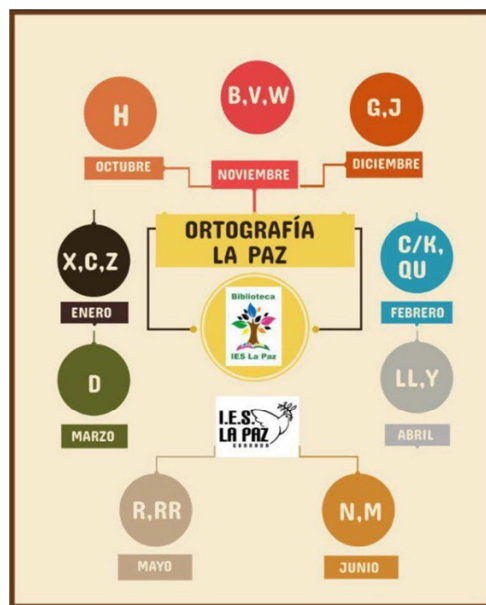 H
OCTUBRE
B,V,W
NOVIEMBRE
G,J
DICIEMBRE
ORTOGRAFÍA
LA PAZ
X,C,Z
ENERO
C/K,
QU
FEBRERO
Biblioteca
IES La Paz
D
MARZO
LL,Y
ABRIL
I.E.S.
LA PAZ
GRANADA
R,RR
MAYO
N,M
JUNIO